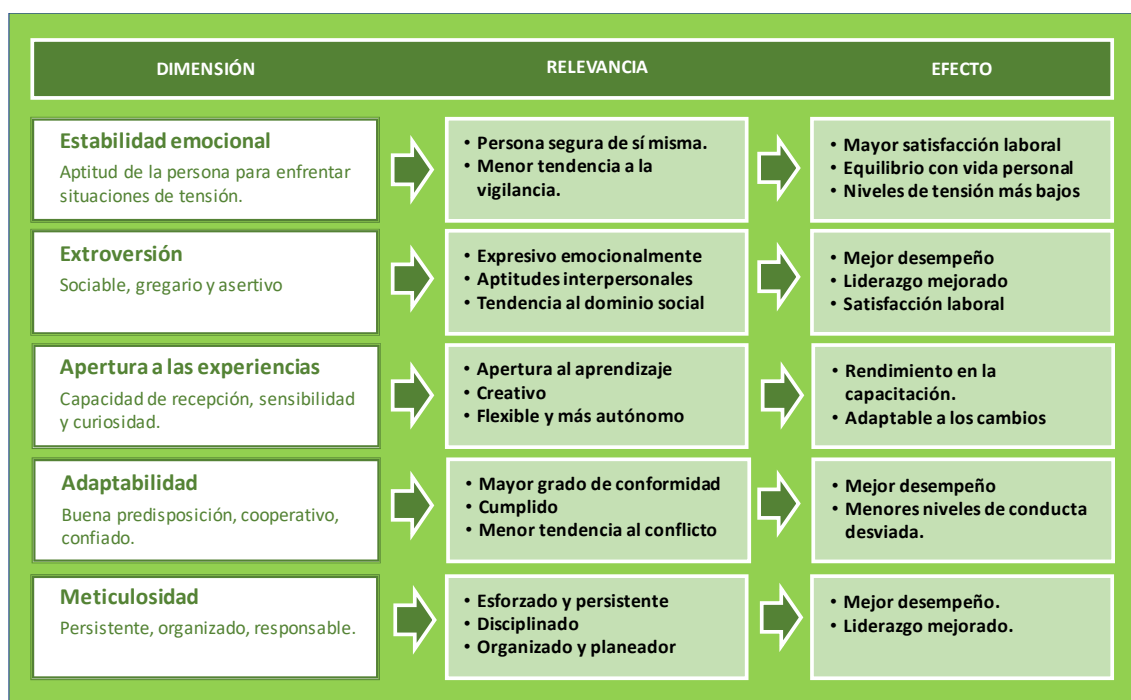 DIMENSIÓN
RELEVANCIA
EFECTO
Estabilidad emocional
Aptitud de la persona para enfrentar
situaciones de tensión.
• Persona segura de sí misma.
• Menor tendencia a la
vigilancia.
• Mayor satisfacción laboral
• Equilibrio con vida personal
• Niveles de tensión más bajos
Extroversión
Sociable, gregario y asertivo
• Expresivo emocionalmente
• Aptitudes interpersonales
• Tendencia al dominio social
• Mejor desempeño
• Liderazgo mejorado
• Satisfacción laboral
Apertura a las experiencias
Capacidad de recepción, sensibilidad
y curiosidad.
• Apertura al aprendizaje
• Creativo
• Flexible y más autónomo
• Rendimiento en la
capacitación.
• Adaptable a los cambios
Adaptabilidad
Buena predisposición, cooperativo,
confiado.
• Mayor grado de conformidad
• Cumplido
• Menor tendencia al conflicto
• Mejor desempeño
• Menores niveles de conducta
desviada.
Meticulosidad
Persistente, organizado, responsable.
• Esforzado y persistente
• Disciplinado
• Organizado y planeador
• Mejor desempeño.
• Liderazgo mejorado.